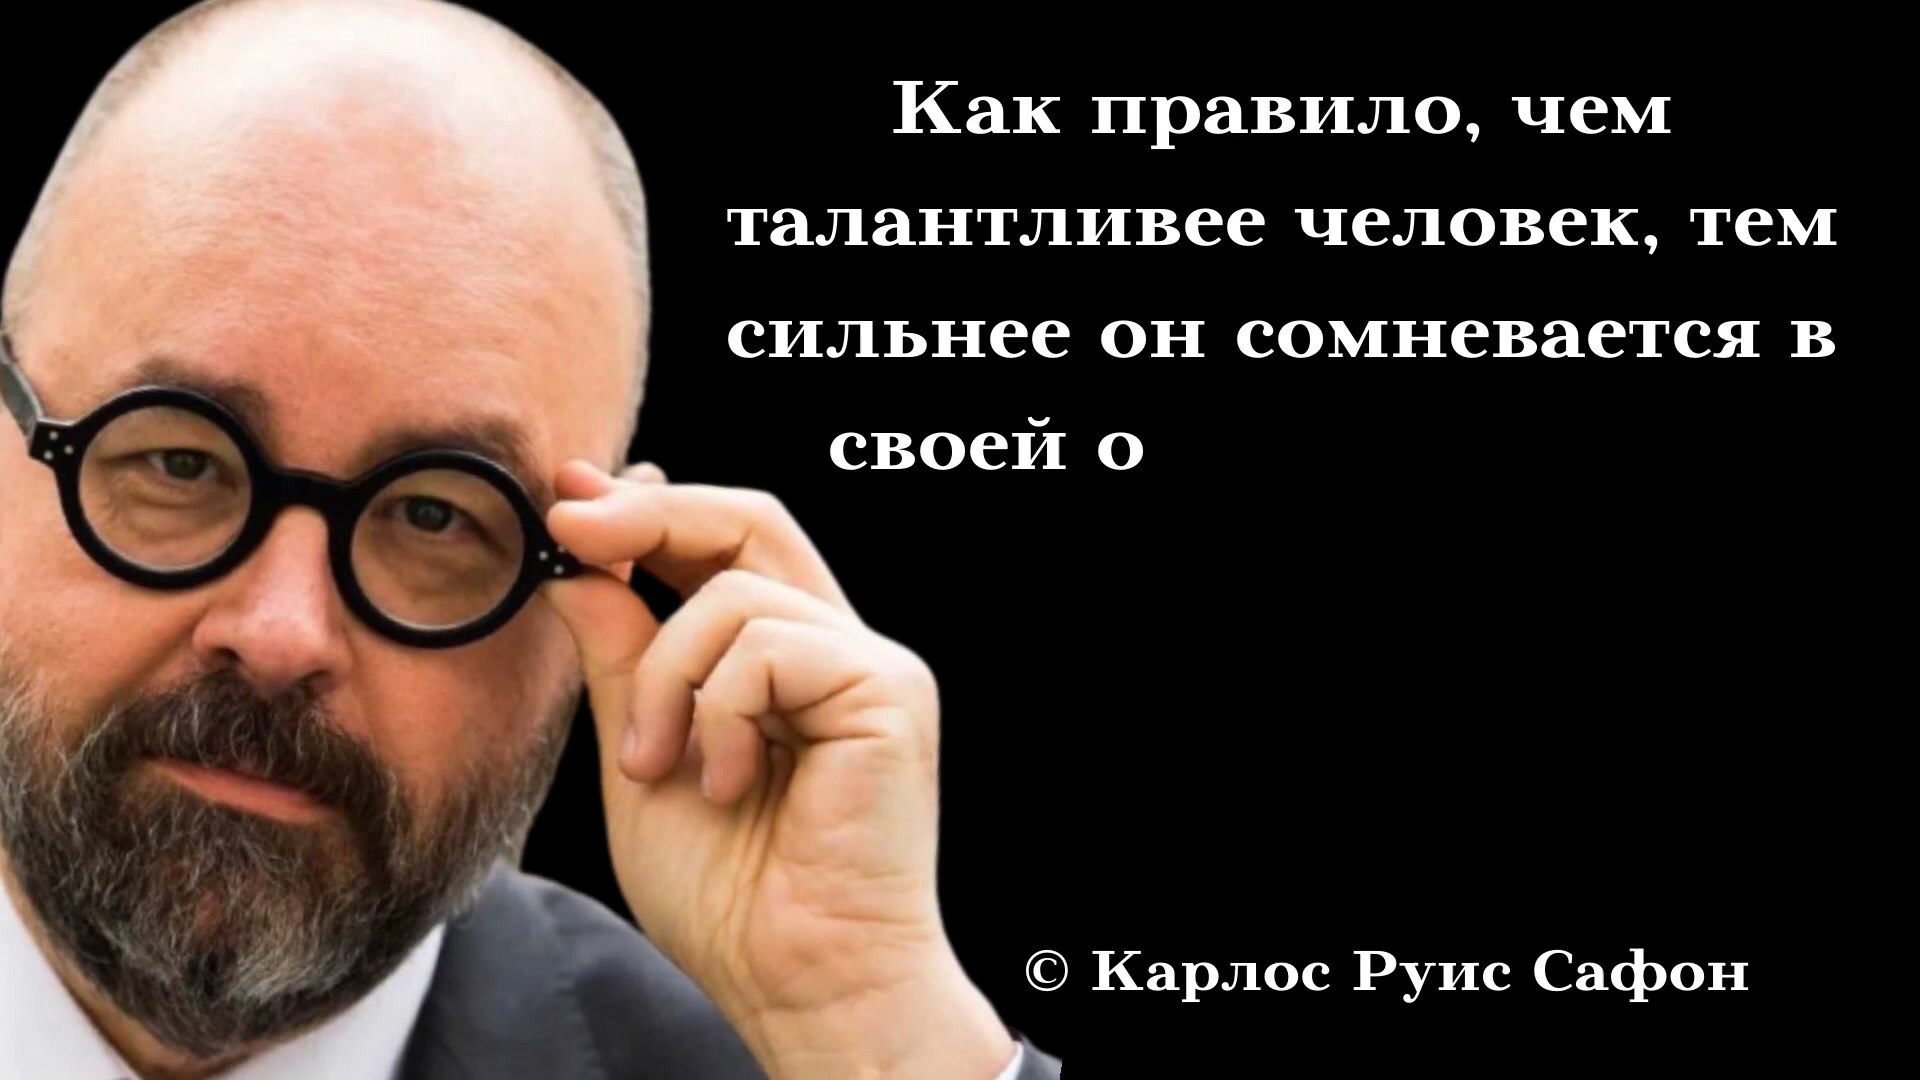 Как правило, чем
талантливее человек, тем
сильнее он сомневается в
своей о
© Карлос Руис Сафон